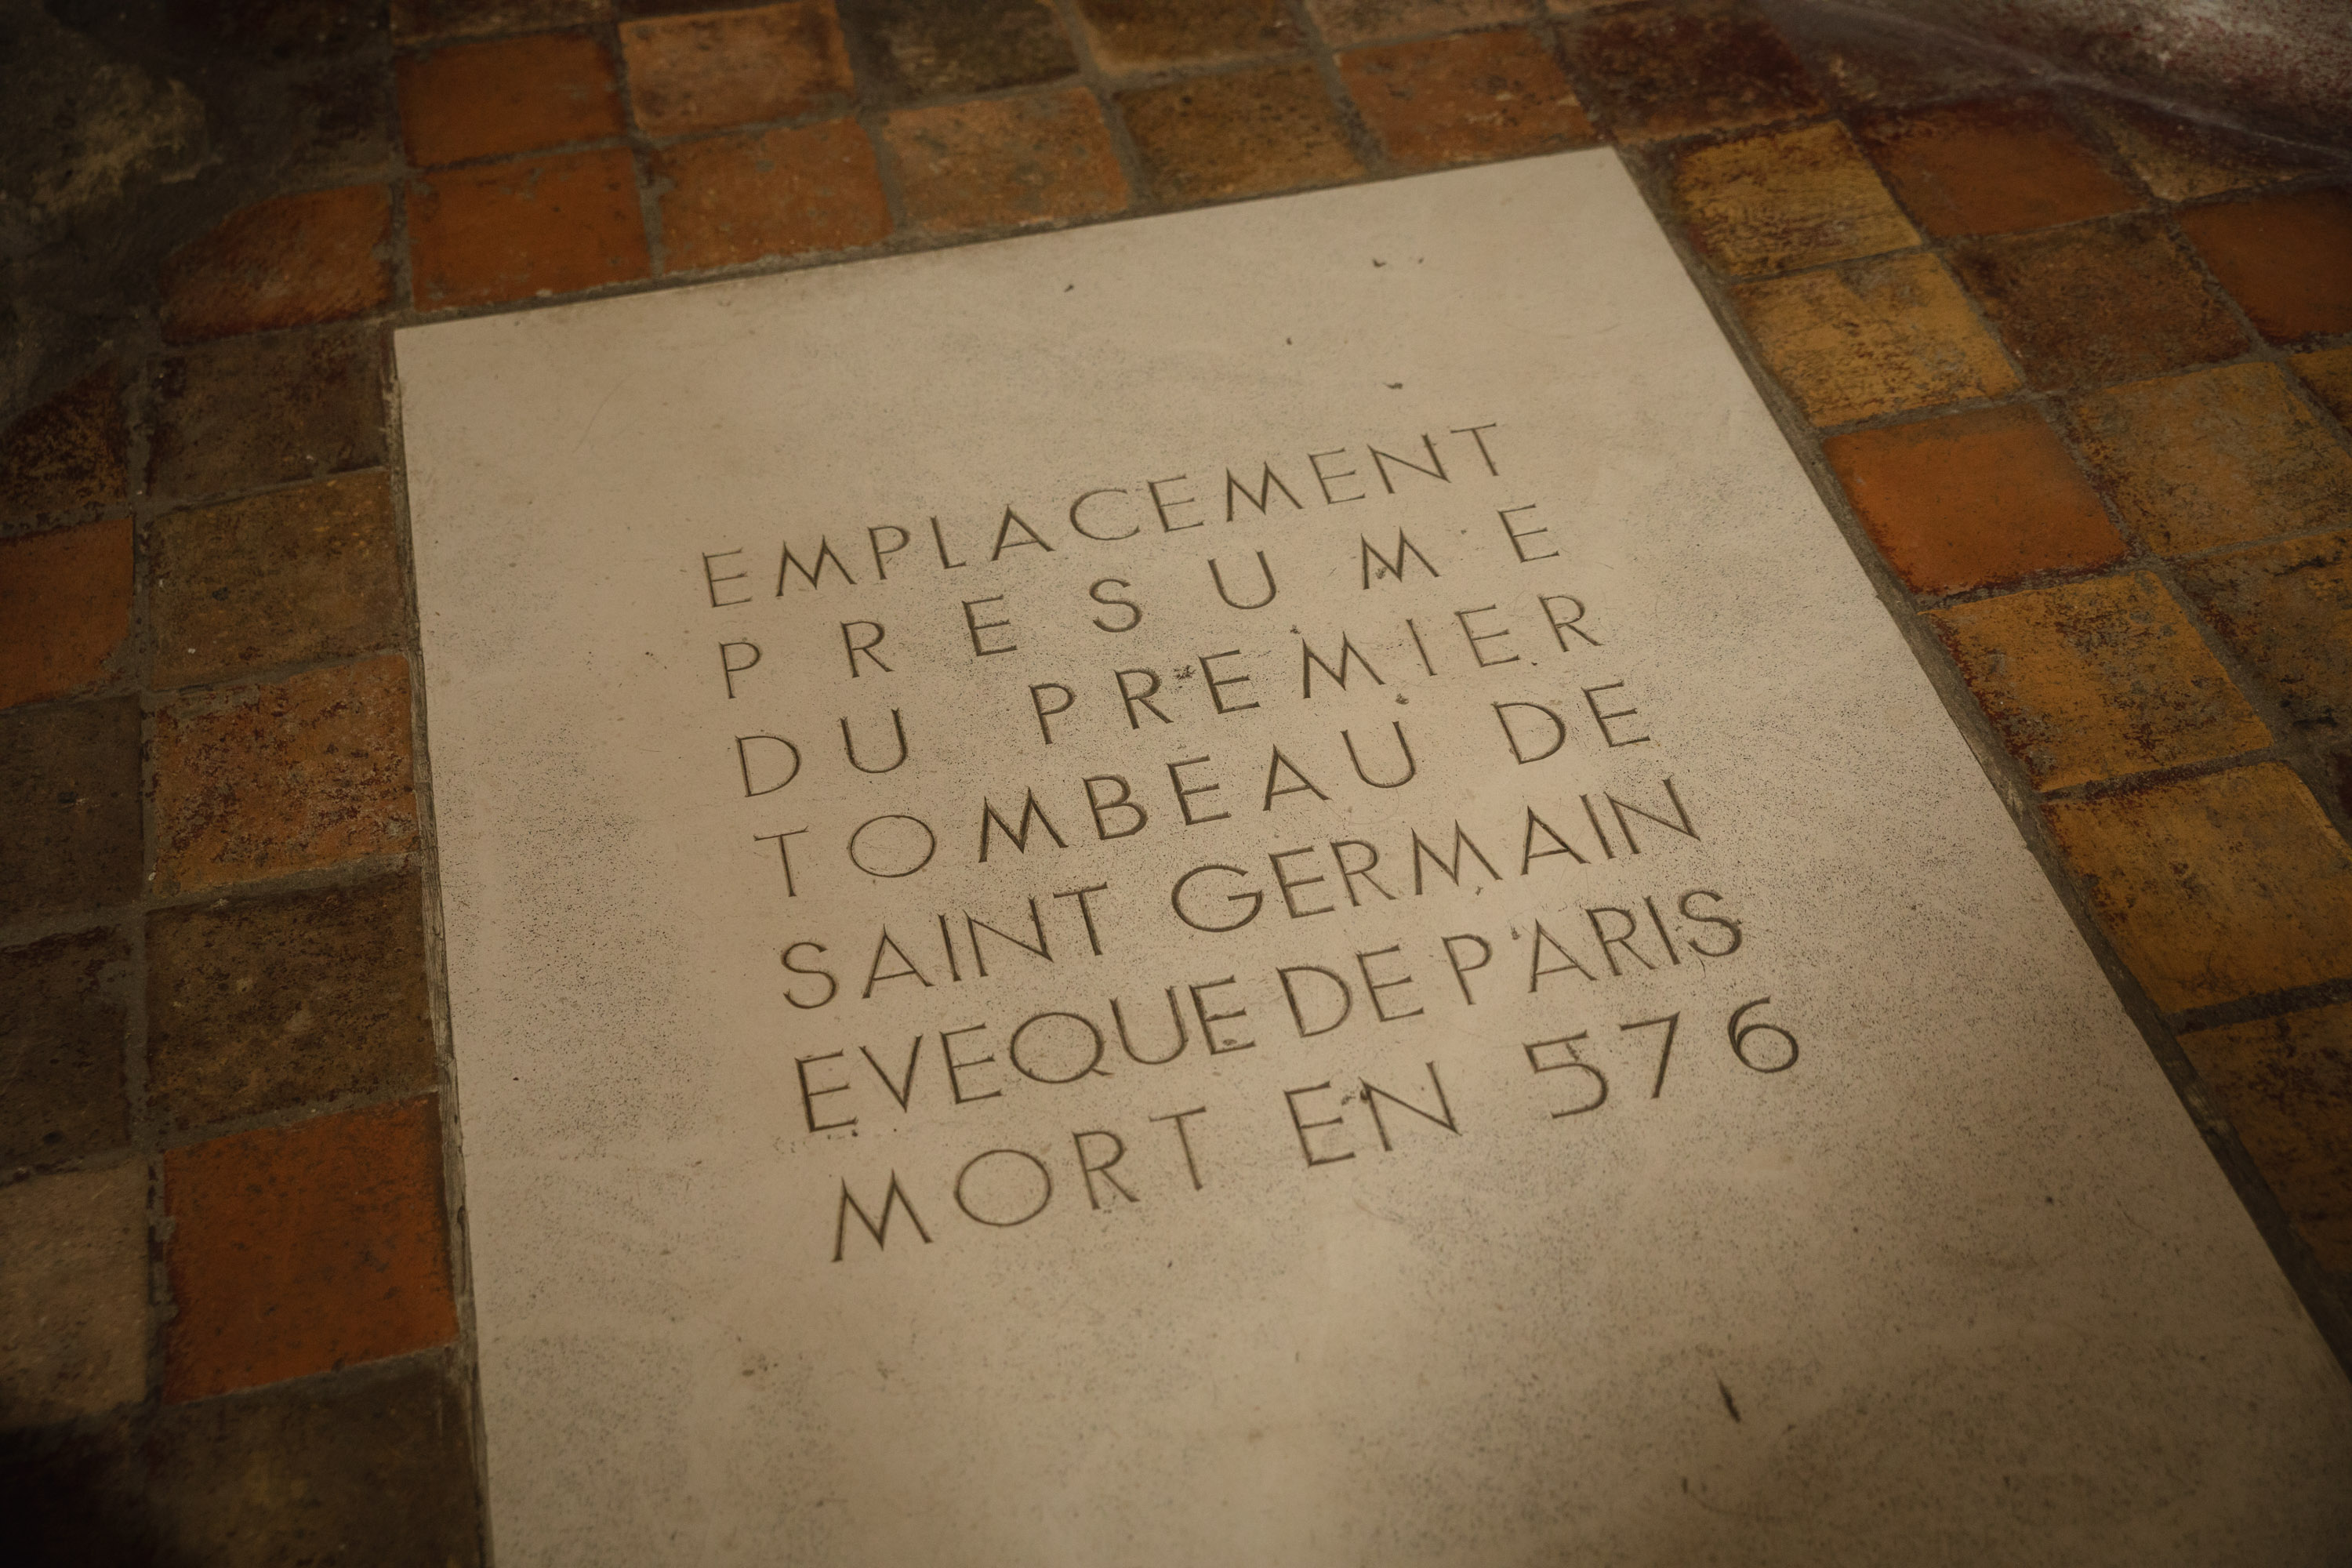 EMPLACEMENT
PRESUME
DU PREMIER
TOMBEAU DE
SAINT GERMAIN
EVEQUE DE PARIS
MORT EN 576